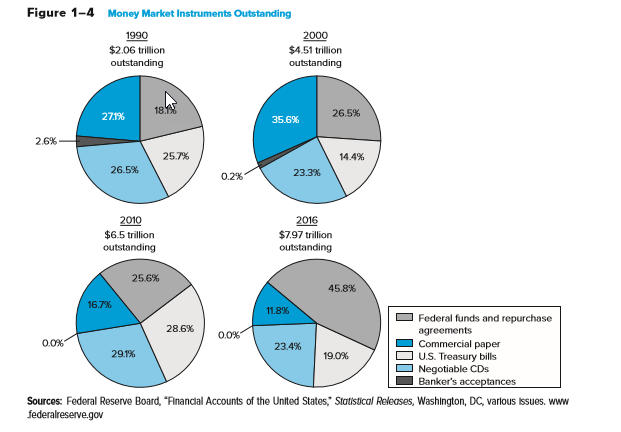 Figure 1–4 Money Market Instruments Outstanding
1990
$2.06 trillion
outstanding
27.1%
18.1%
2.6%
25.7%
26.5%
2000
$4.51 trillion
outstanding
35.6%
26.5%
14.4%
0.2%
23.3%
2010
$6.5 trillion
outstanding
25.6%
16.7%
28.6%
0.0%
29.1%
2016
$7.97 trillion
outstanding
45.8%
11.8%
0.0%
23.4%
19.0%
Federal funds and repurchase
agreements
Commercial paper
U.S. Treasury bills
Negotiable CDs
Banker's acceptances
Sources: Federal Reserve Board, “Financial Accounts of the United States,” Statistical Releases, Washington, DC, various issues. www
.federalreserve.gov